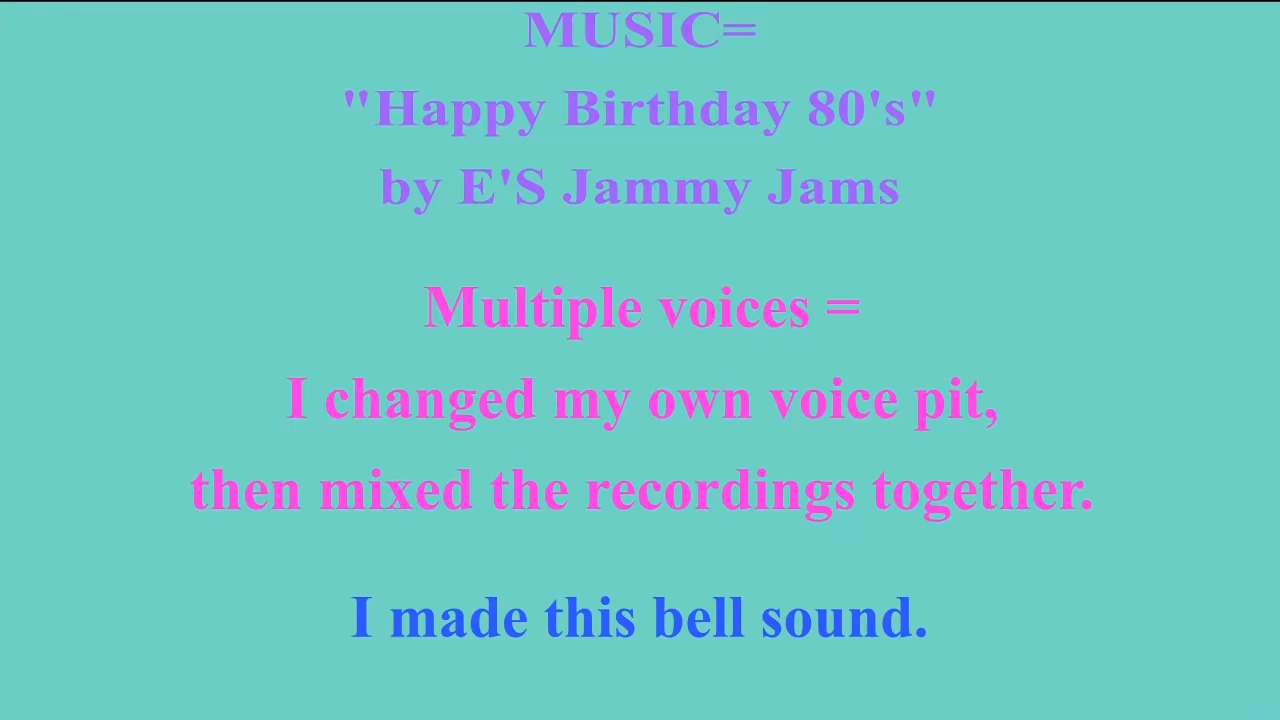 MUSIC=
"Happy Birthday 80's"
by E'S Jammy Jams
Multiple voices =
I changed my own voice pit,
then mixed the recordings together.
I made this bell sound.